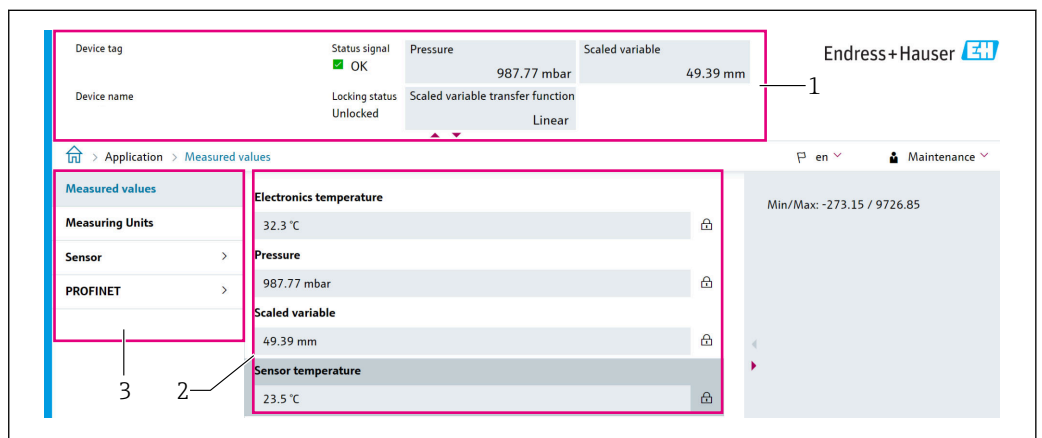 Device tag
Status signal
OK
Pressure
987.77 mbar
Scaled variable
49.39 mm
Endress+Hauser EH
1
Device name
Locking status
Unlocked
Scaled variable transfer function
Linear
> Application > Measured values
en
Maintenance
Measured values
Measuring Units
Sensor >
PROFINET >
3
Electronics temperature
32.3 °C
Pressure
987.77 mbar
Scaled variable
49.39 mm
2
Sensor temperature
23.5 °C
Min/Max: -273.15 / 9726.85